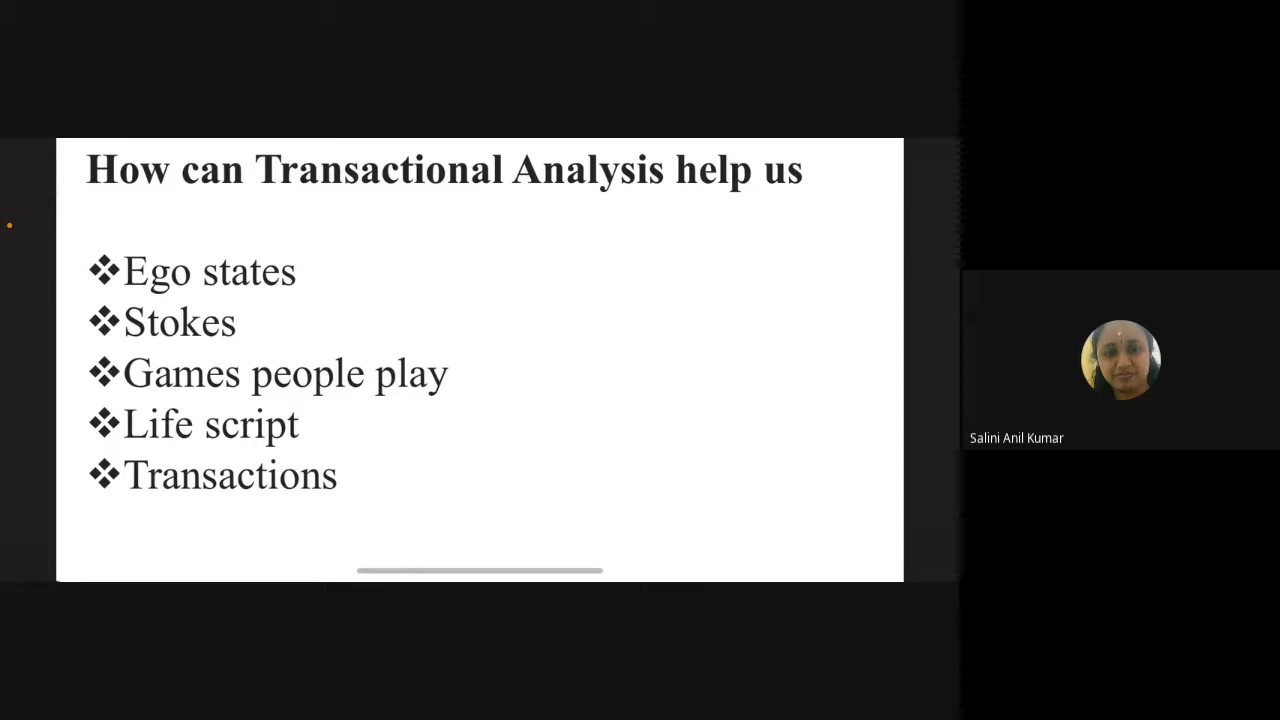 How can Transactional Analysis help us
❖Ego states
❖Stokes
❖Games people play
❖Life script
❖Transactions
Salini Anil Kumar